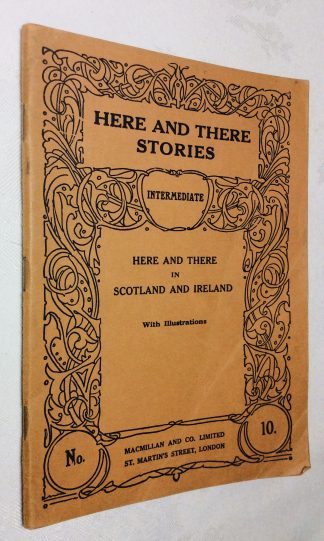 HERE AND THERE
STORIES
INTERMEDIATE
HERE AND THERE
IN
SCOTLAND AND IRELAND
With Illustrations
No.
10.
MACMILLAN AND CO. LIMITED
ST. MARTIN'S STREET, LONDON